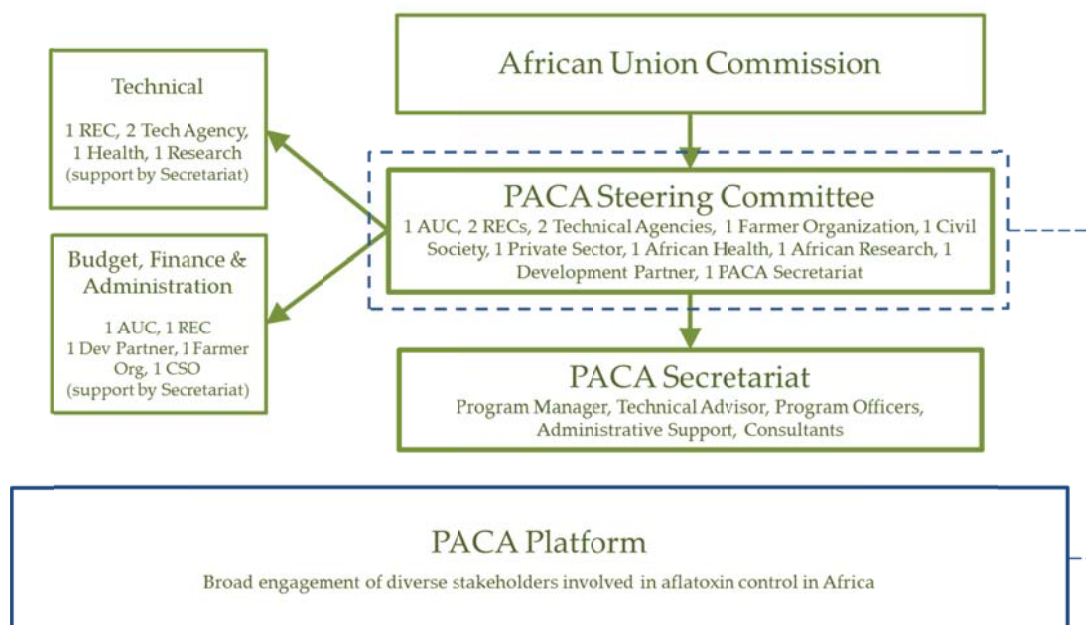 African Union Commission
Technical
1 REC, 2 Tech Agency,
1 Health, 1 Research
(support by Secretariat)
PACA Steering Committee
1 AUC, 2 RECs, 2 Technical Agencies, 1 Farmer Organization, 1 Civil
Society, 1 Private Sector, 1 African Health, 1 African Research, 1
Development Partner, 1 PACA Secretariat
Budget, Finance &
Administration
1 AUC, 1 REC
1 Dev Partner, 1 Farmer
Org, 1 CSO
(support by Secretariat)
PACA Secretariat
Program Manager, Technical Advisor, Program Officers,
Administrative Support, Consultants
PACA Platform
Broad engagement of diverse stakeholders involved in aflatoxin control in Africa